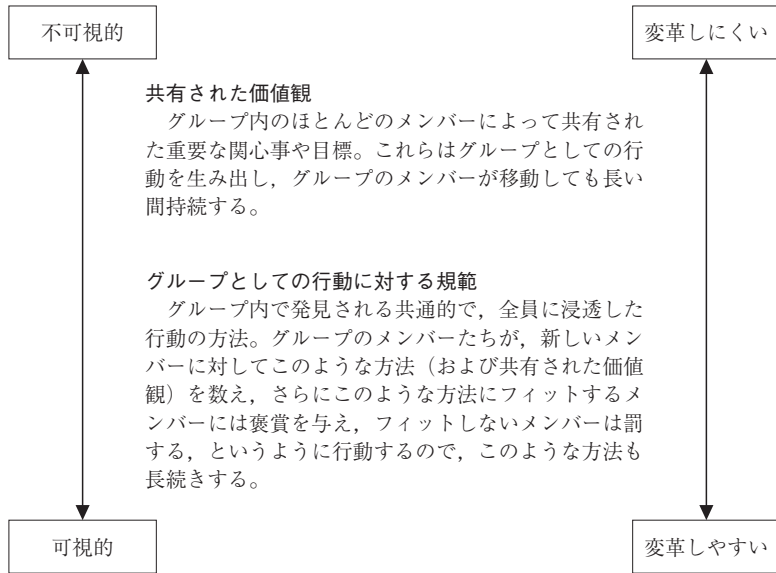 不可視的
変革しにくい
共有された価値観
グループ内のほとんどのメンバーによって共有され
た重要な関心事や目標。これらはグループとしての行
動を生み出し，グループのメンバーが移動しても長い
間持続する。
グループとしての行動に対する規範
グループ内で発見される共通的で，全員に浸透した
行動の方法。グループのメンバーたちが，新しいメン
バーに対してこのような方法（および共有された価値
観）を数え，さらにこのような方法にフィットするメ
ンバーには褒賞を与え，フィットしないメンバーは罰
する，というように行動するので，このような方法も
長続きする。
可視的
変革しやすい